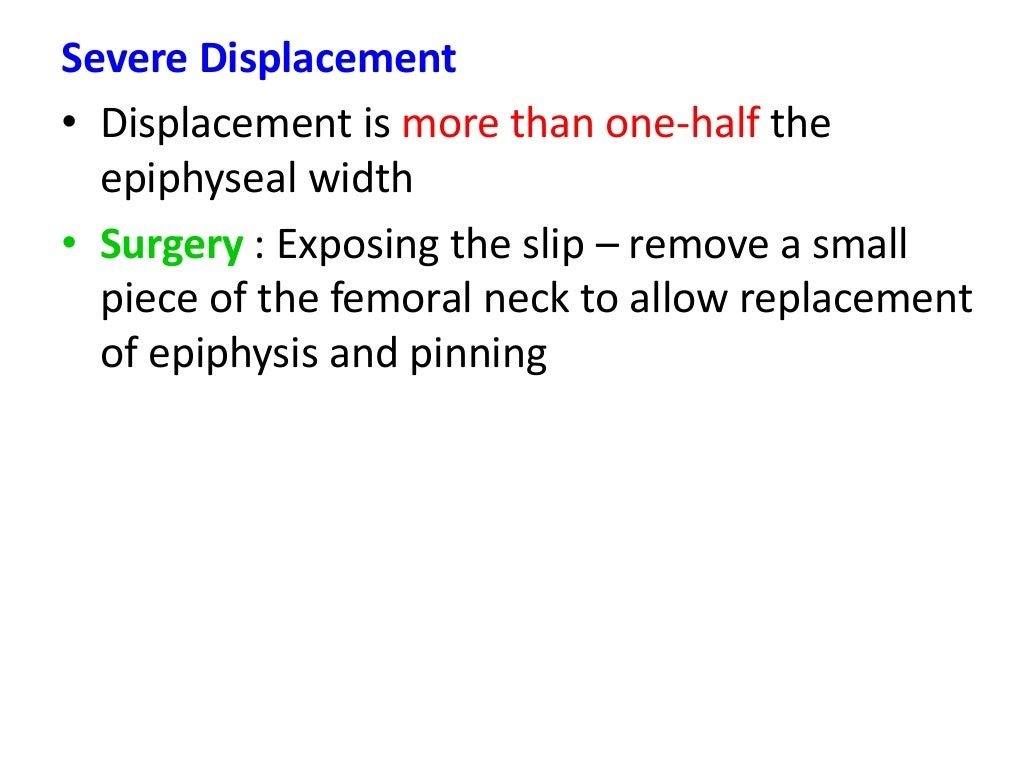 Severe Displacement
• Displacement is more than one-half the
epiphyseal width
• Surgery : Exposing the slip – remove a small
piece of the femoral neck to allow replacement
of epiphysis and pinning